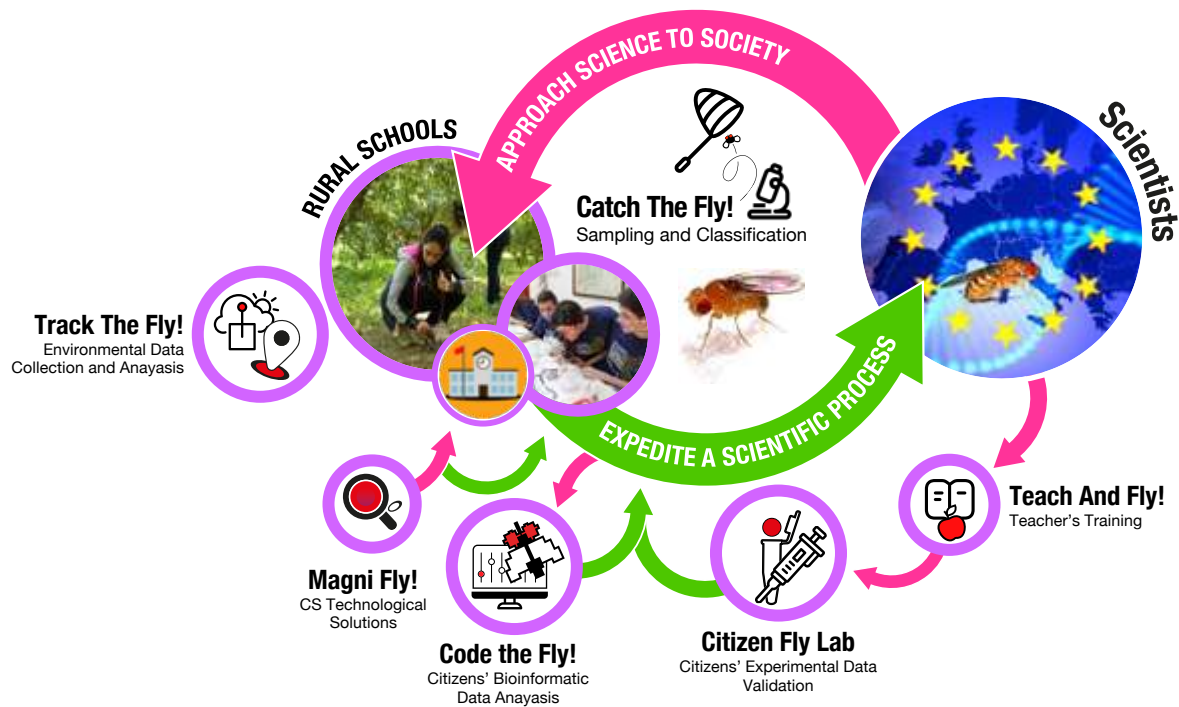 APPROACH SCIENCE TO SOCIETY
RURAL SCHOOLS
Scientists
Catch The Fly!
Sampling and Classification
Track The Fly!
Environmental Data
Collection and Anayasis
EXPEDITE A SCIENTIFIC PROCESS
Teach And Fly!
Teacher's Training
Magni Fly!
CS Technological
Solutions
Code the Fly!
Citizens' Bioinformatic
Data Anayasis
Citizen Fly Lab
Citizens' Experimental Data
Validation